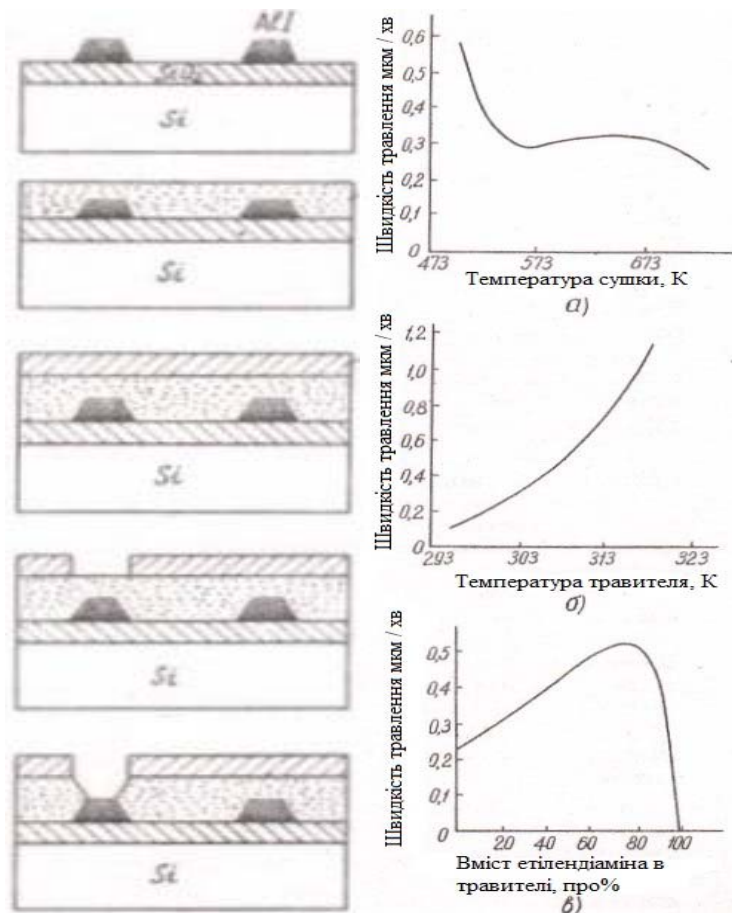 Al I
SiO₂
Si
Si
Si
Si
Si
Швидкість травлення мкм / хв
0,6
0,5
0,4
0,3
0,2
0,1
0
473
573
673
Температура сушки, К
а)
Швидкість травлення мкм / хв
1,2
1,0
0,8
0,6
0,4
0,2
0
293
303
313
323
Температура травителя, К
б)
Швидкість травлення мкм / хв
0,5
0,4
0,3
0,2
0,1
0
20
40
60
80
100
Вміст етілендіаміна в
травителі, про%
в)